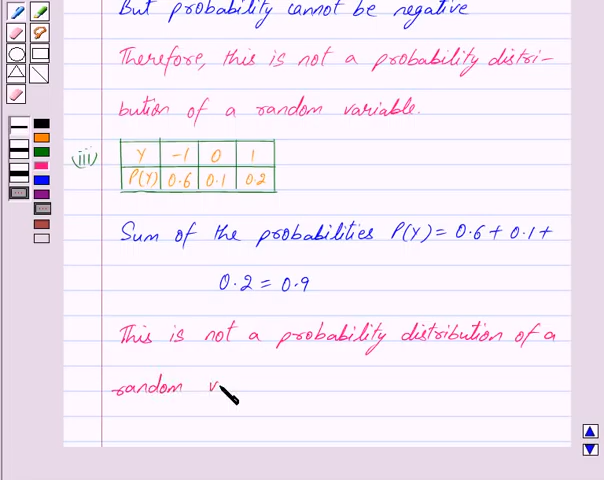 But probability cannot be negative
Therefore, this is not a probability distri-
bution of a random variable.
(iii) Y -1 0 1
P(Y) 0.6 0.1 0.2
Sum of the probabilities P(Y) = 0.6 + 0.1 +
0.2 = 0.9
This is not a probability distribution of a
random v